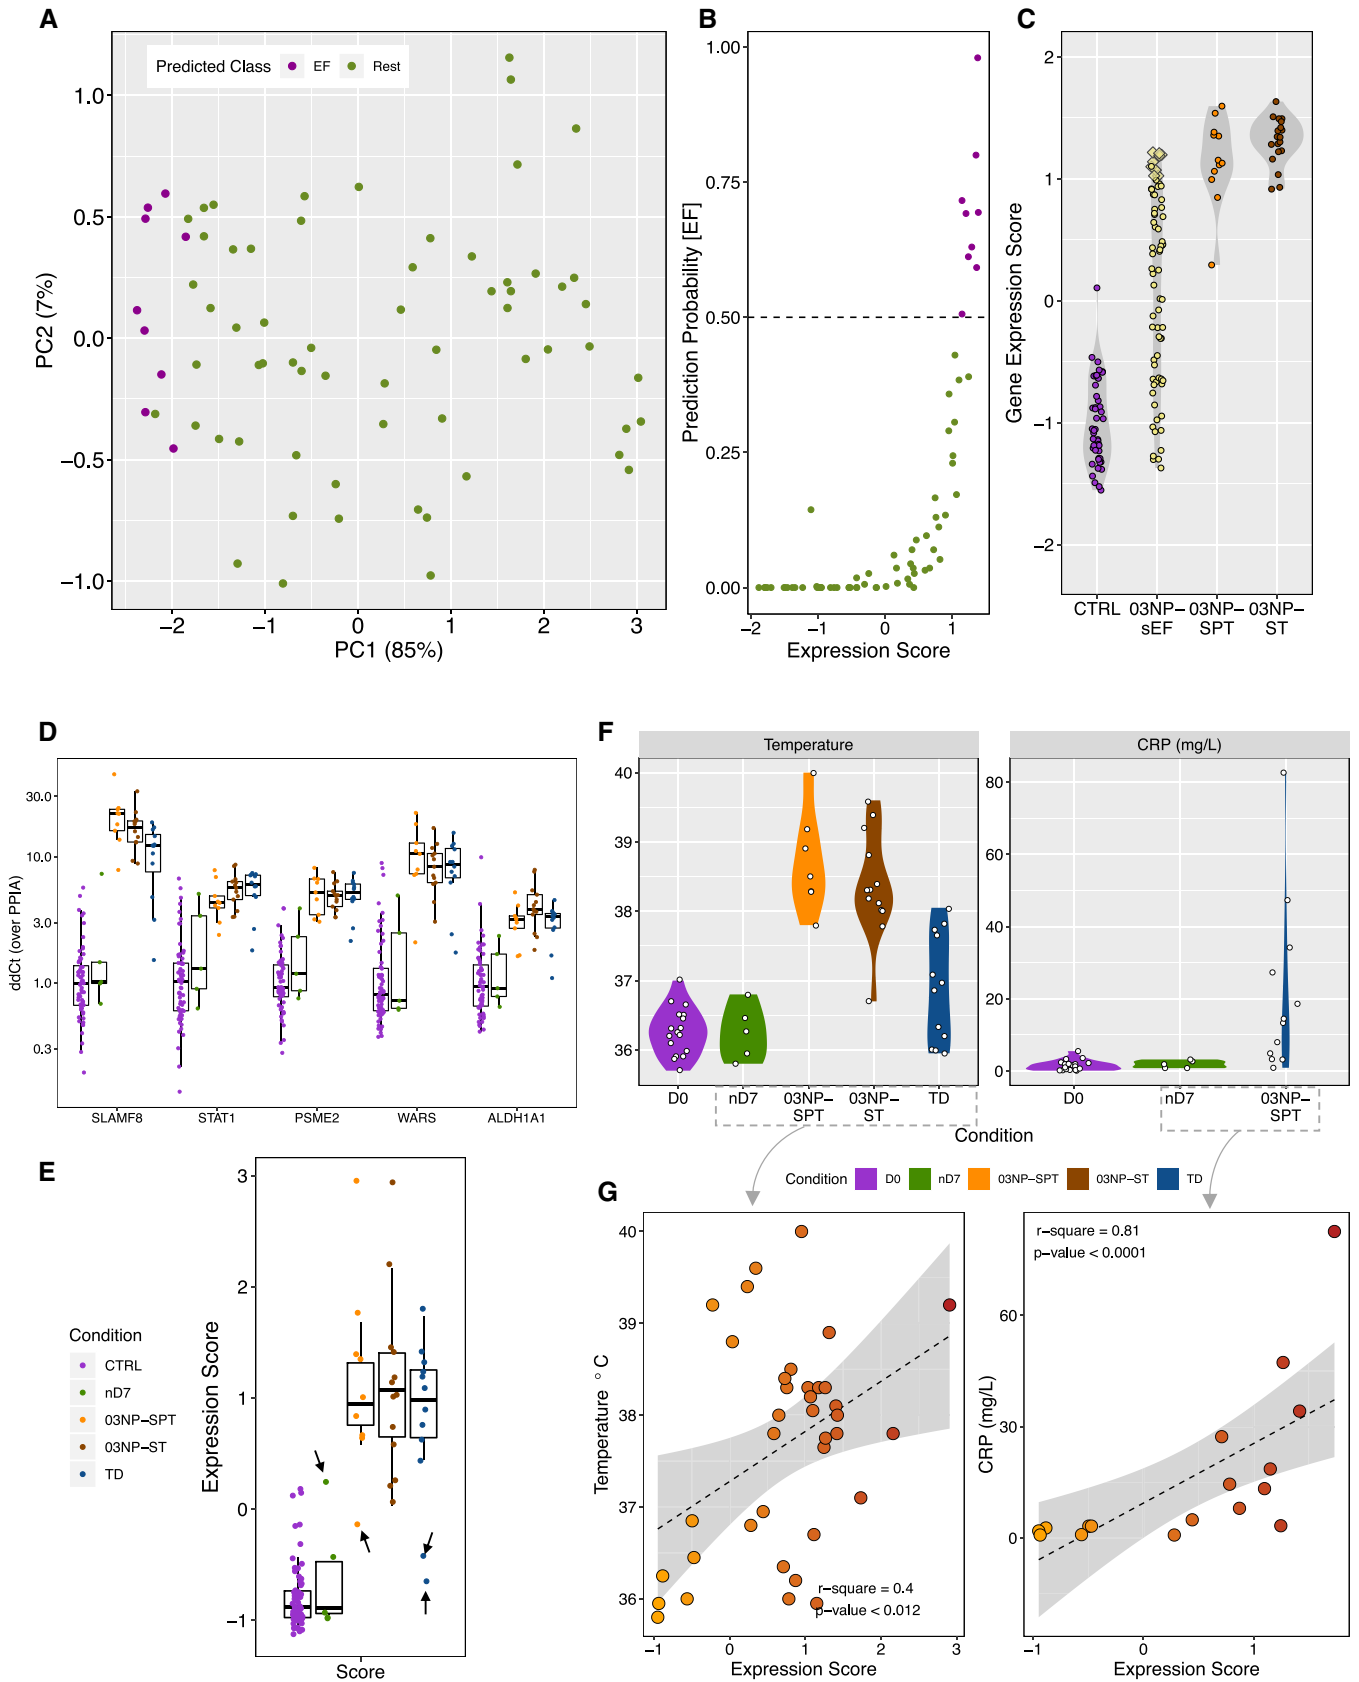 A
Predicted Class EF Rest
1.0
0.5
0.0
−0.5
−1.0
PC2 (7%)
−2 −1 0 1 2 3
PC1 (85%)
B
1.00
0.75
0.50
0.25
0.00
Prediction Probability [EF]
−2 −1 0 1
Expression Score
C
2
1
0
−1
−2
Gene Expression Score
CTRL 03NP− 03NP− 03NP−
sEF SPT ST
D
30.0
10.0
3.0
1.0
0.3
ddCt (over PPIA)
SLAMF8 STAT1 PSME2 WARS ALDH1A1
E
Condition
CTRL
nD7
03NP−SPT
03NP−ST
TD
3
2
1
0
−1
Expression Score
Score
F
Temperature
40
39
38
37
36
D0 nD7 03NP− 03NP− TD
SPT ST
CRP (mg/L)
80
60
40
20
0
D0 nD7 03NP−
SPT
Condition
Condition D0 nD7 03NP−SPT 03NP−ST TD
G
40
39
38
37
36
Temperature ° C
r−square = 0.4
p−value < 0.012
−1 0 1 2 3
Expression Score
r−square = 0.81
p−value < 0.0001
60
30
0
CRP (mg/L)
−1 0 1
Expression Score